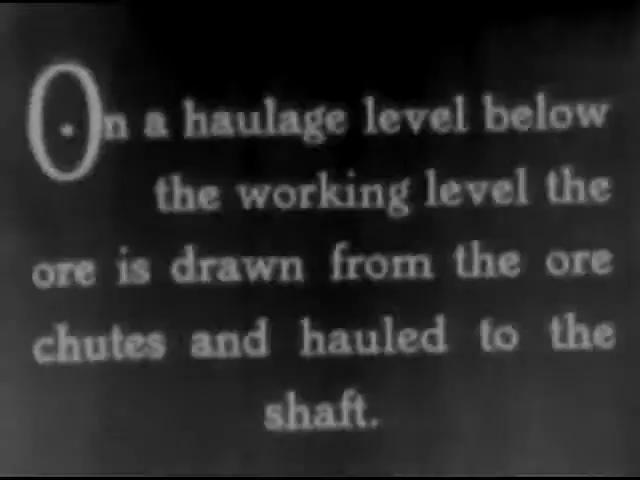 On a haulage level below
the working level the
ore is drawn from the ore
chutes and hauled to the
shaft.